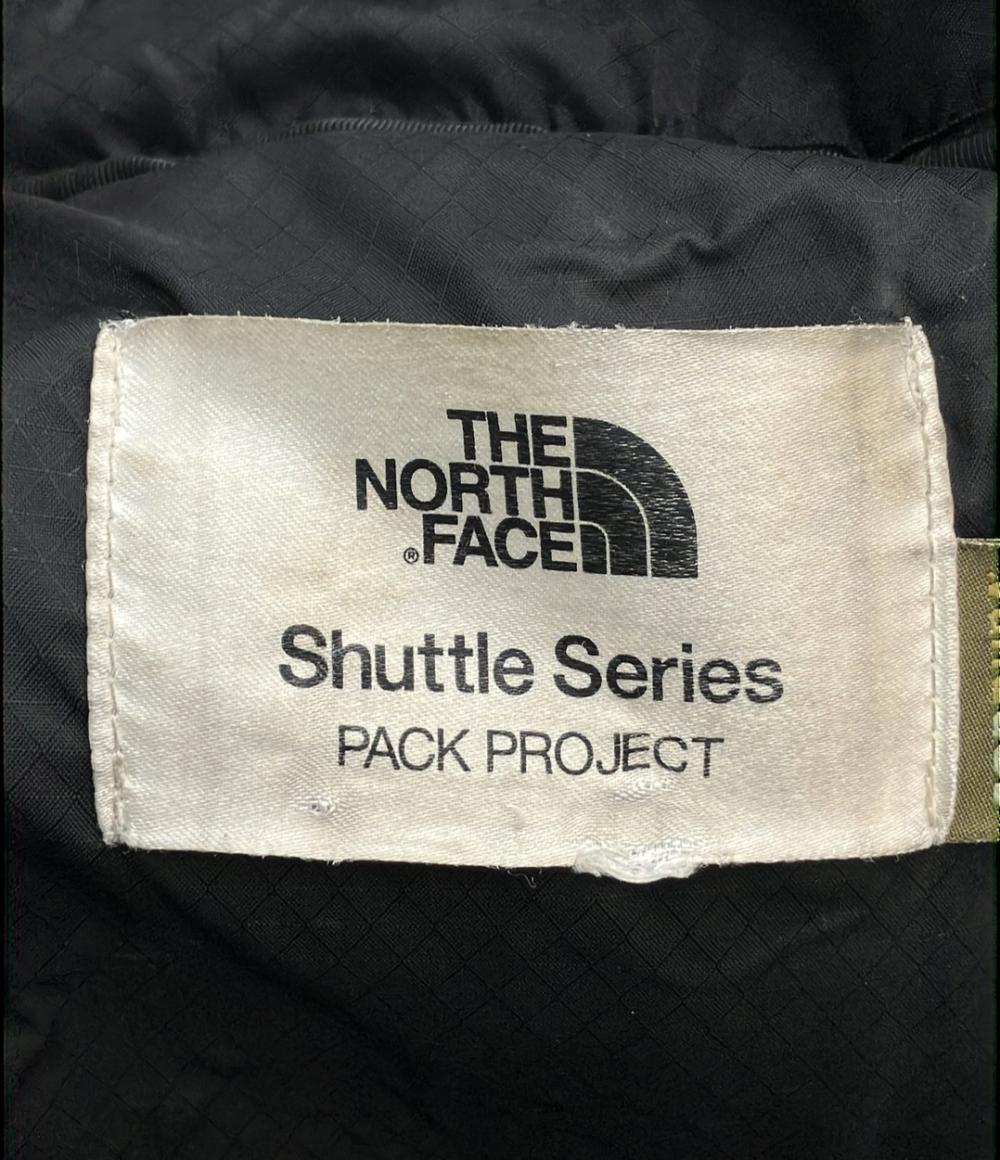 THE
NORTH
®FACE
Shuttle Series
PACK PROJECT